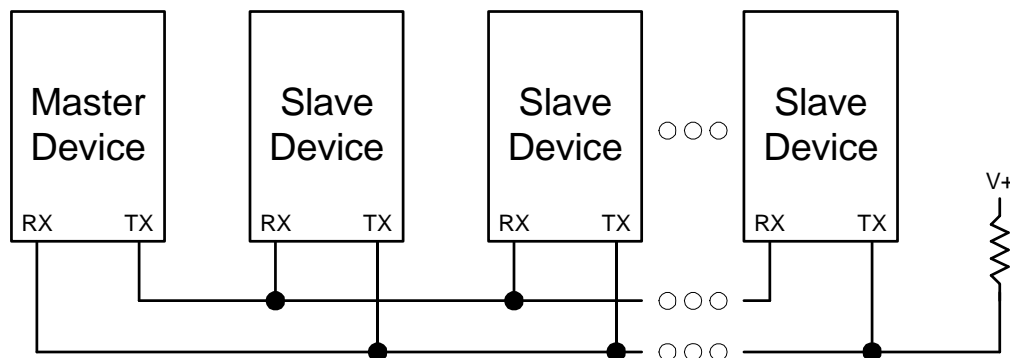 Master
Device
Slave
Device
Slave
Device
Slave
Device
RX TX
RX TX
RX TX
RX TX
V+